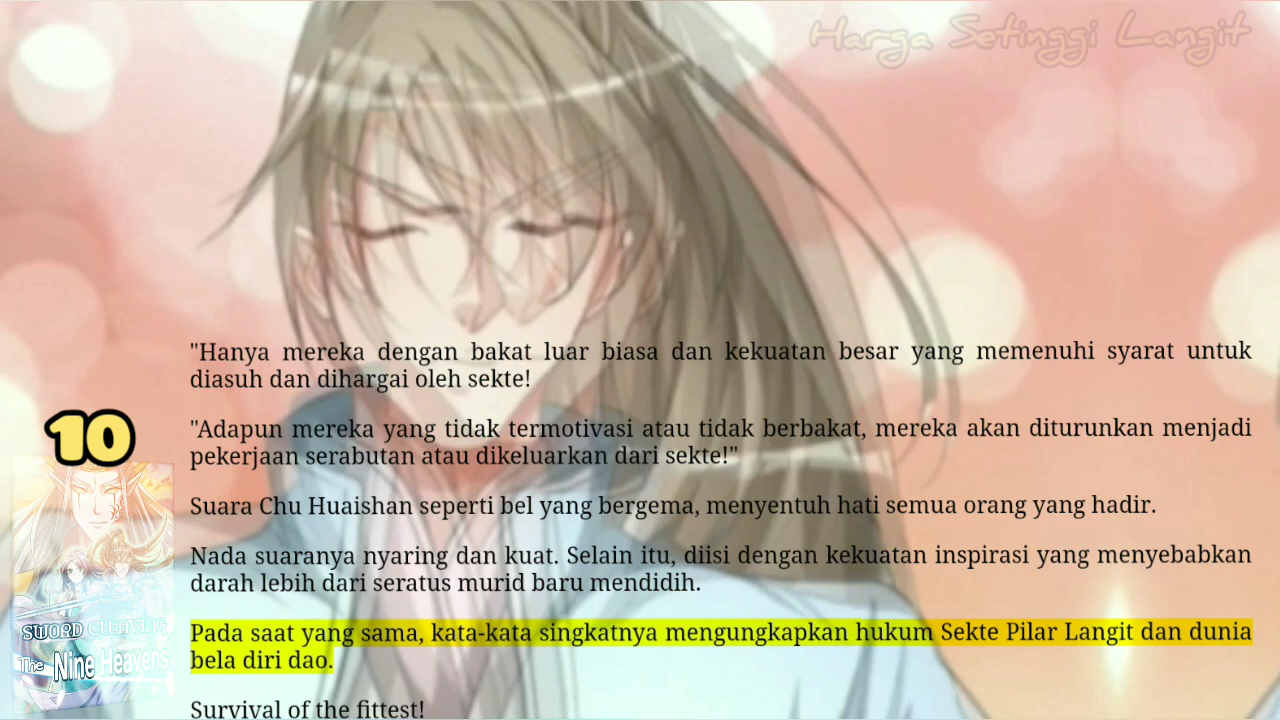 Harga Setinggi Langit
"Hanya mereka dengan bakat luar biasa dan kekuatan besar yang memenuhi syarat untuk
diasuh dan dihargai oleh sekte!
"Adapun mereka yang tidak termotivasi atau tidak berbakat, mereka akan diturunkan menjadi
pekerjaan serabutan atau dikeluarkan dari sekte!"
Suara Chu Huaishan seperti bel yang bergema, menyentuh hati semua orang yang hadir.
Nada suaranya nyaring dan kuat. Selain itu, diisi dengan kekuatan inspirasi yang menyebabkan
darah lebih dari seratus murid baru mendidih.
Pada saat yang sama, kata-kata singkatnya mengungkapkan hukum Sekte Pilar Langit dan dunia
bela diri dao.
Survival of the fittest!
10
SWORD CLEAVING
The Nine Heavens